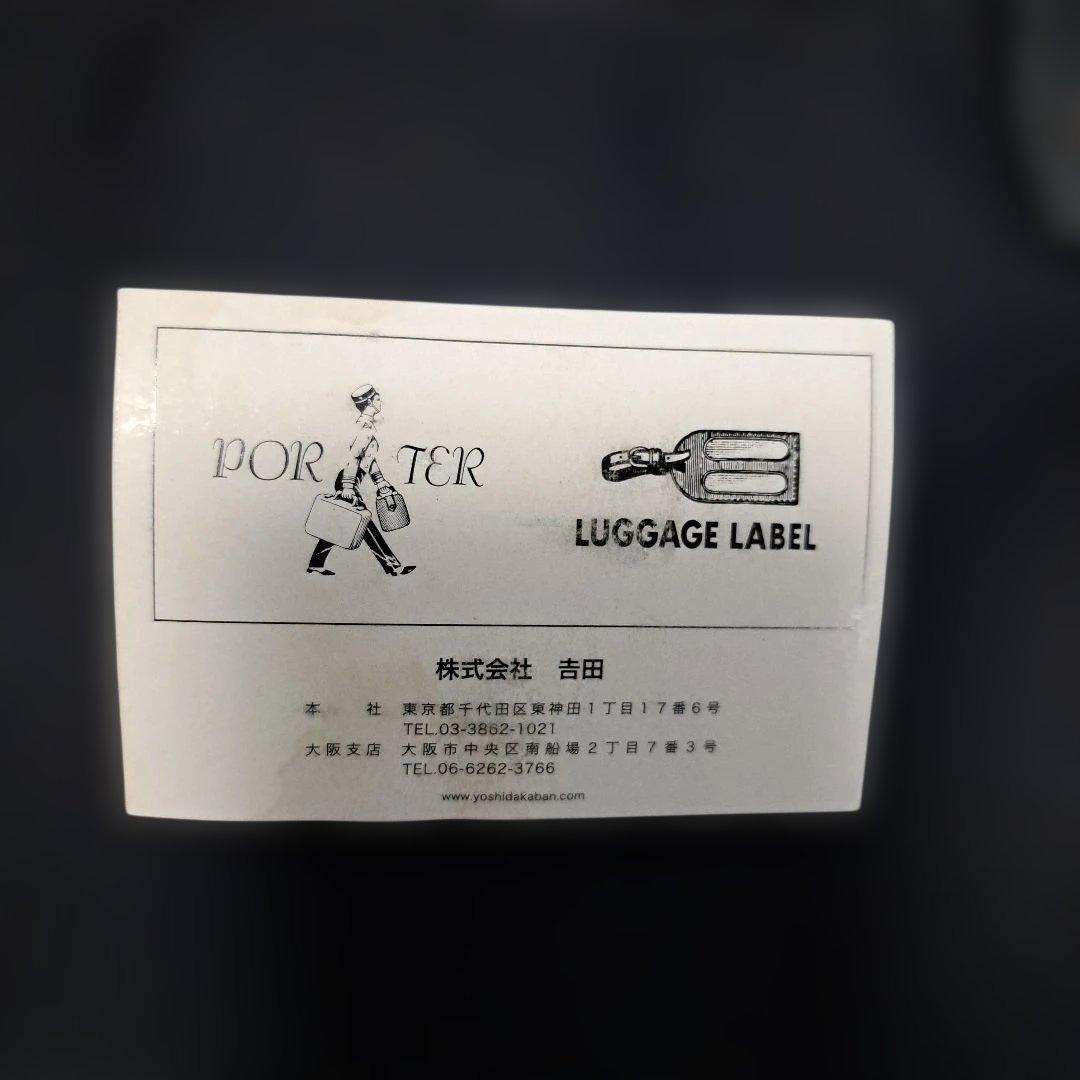 PORTER
LUGGAGE LABEL
株式会社　𠮷田
本　　社　東京都千代田区東神田1丁目17番6号
TEL.03-3862-1021
大阪支店　大阪市中央区南船場2丁目7番3号
TEL.06-6262-3766
www.yoshidakaban.com